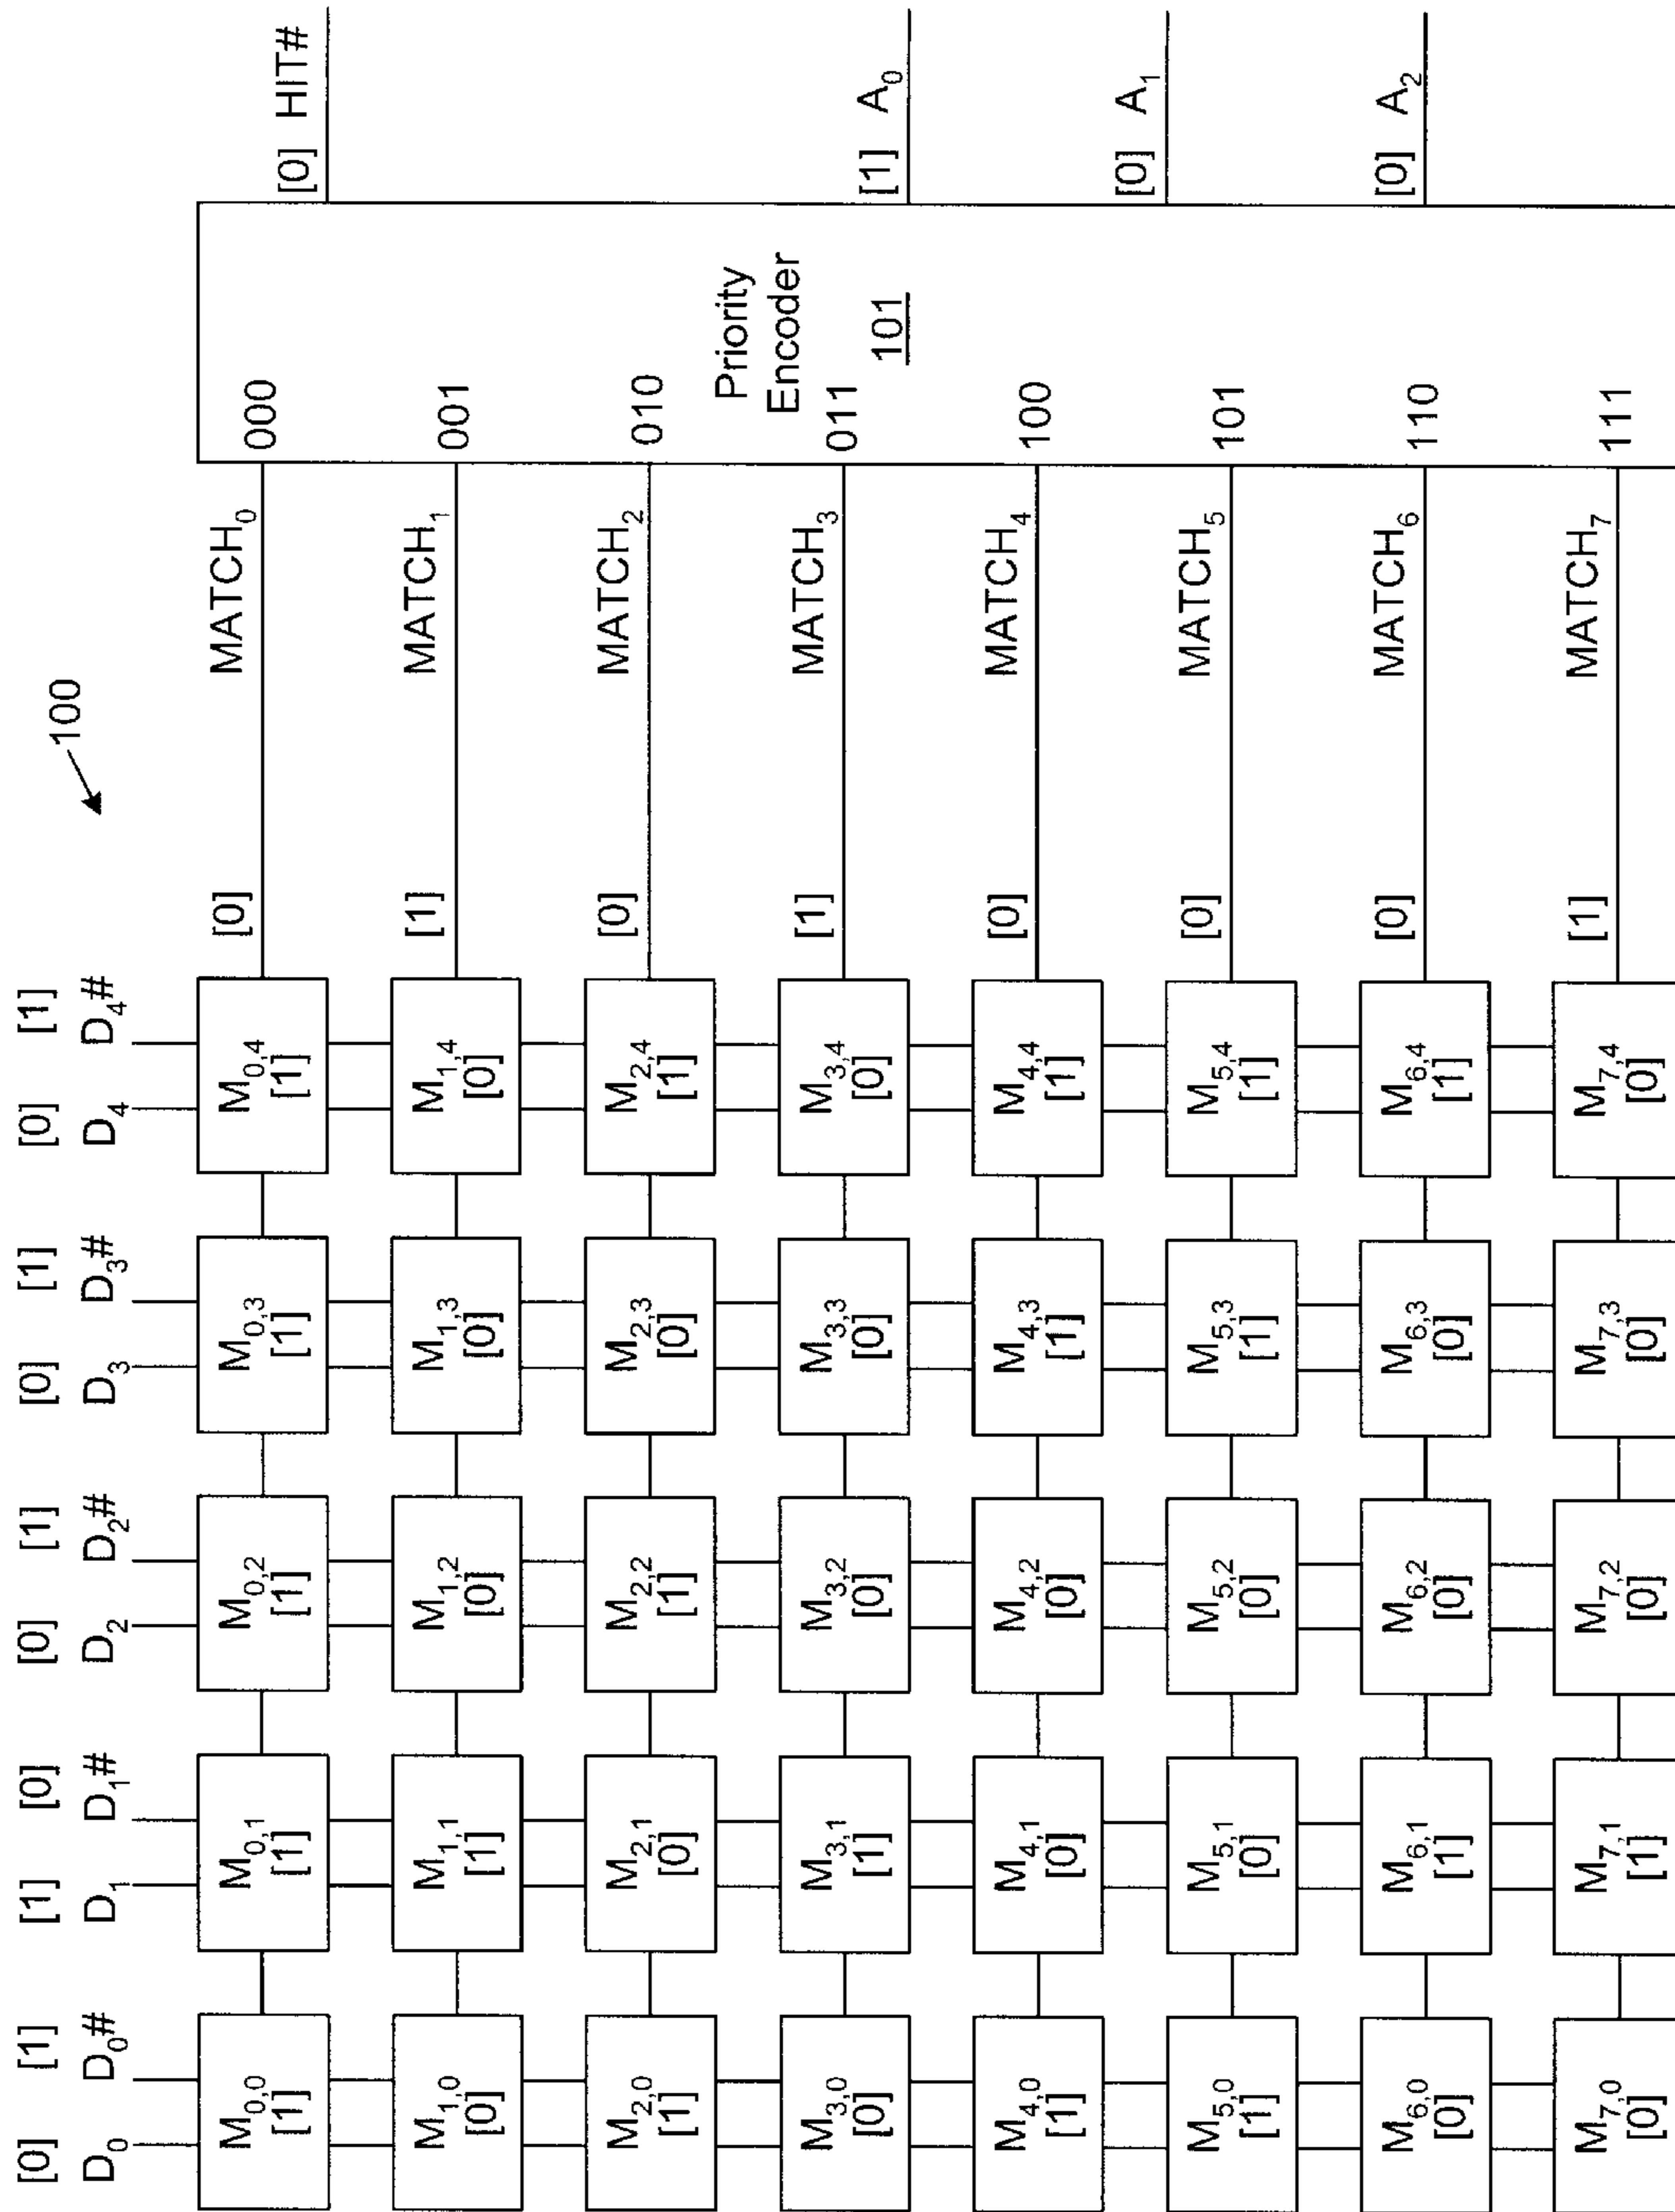 100
[0] [1] [1] [0] [0] [1] [0] [1] [0] [1]
D₀ D₀# D₁ D₁# D₂ D₂# D₃ D₃# D₄ D₄#
M₀,₀ M₀,₁ M₀,₂ M₀,₃ M₀,₄ [0] MATCH₀ 000 [0] HIT#
[1] [1] [1] [1] [1]
M₁,₀ M₁,₁ M₁,₂ M₁,₃ M₁,₄ [1] MATCH₁ 001
[0] [1] [0] [0] [0]
M₂,₀ M₂,₁ M₂,₂ M₂,₃ M₂,₄ [0] MATCH₂ 010
[1] [0] [1] [0] [1]
Priority
Encoder
M₃,₀ M₃,₁ M₃,₂ M₃,₃ M₃,₄ [1] MATCH₃ 011 101 [1] A₀
[0] [1] [0] [0] [0]
M₄,₀ M₄,₁ M₄,₂ M₄,₃ M₄,₄ [0] MATCH₄ 100
[1] [0] [0] [1] [1]
M₅,₀ M₅,₁ M₅,₂ M₅,₃ M₅,₄ [0] MATCH₅ 101 [0] A₁
[1] [0] [0] [1] [1]
M₆,₀ M₆,₁ M₆,₂ M₆,₃ M₆,₄ [0] MATCH₆ 110 [0] A₂
[0] [1] [0] [0] [1]
M₇,₀ M₇,₁ M₇,₂ M₇,₃ M₇,₄ [1] MATCH₇ 111
[0] [1] [0] [0] [0]